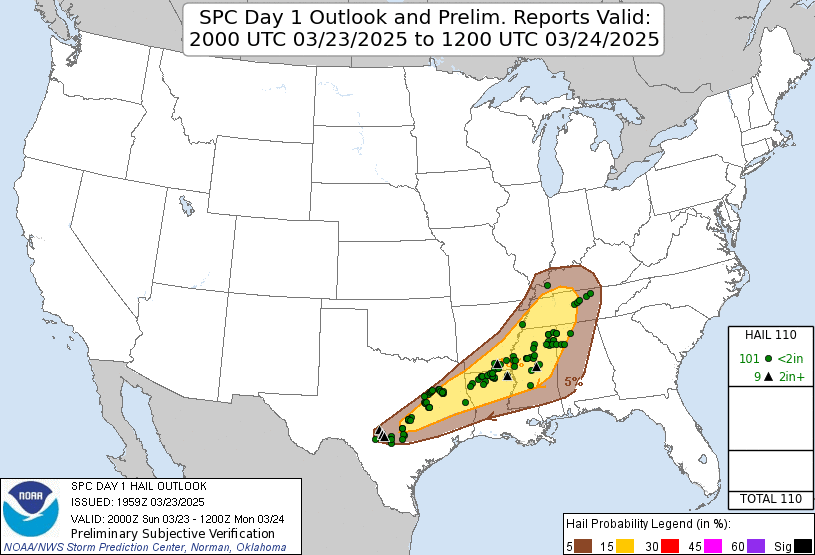 SPC Day 1 Outlook and Prelim. Reports Valid:
2000 UTC 03/23/2025 to 1200 UTC 03/24/2025
5%
HAIL 110
101 <2in
9 2in+
TOTAL 110
NOAA
SPC DAY 1 HAIL OUTLOOK
ISSUED: 1959Z 03/23/2025
VALID: 2000Z Sun 03/23 - 1200Z Mon 03/24
Preliminary Subjective Verification
NOAA/NWS Storm Prediction Center, Norman, Oklahoma
Hail Probability Legend (in %):
5 15 30 45 60 Sig